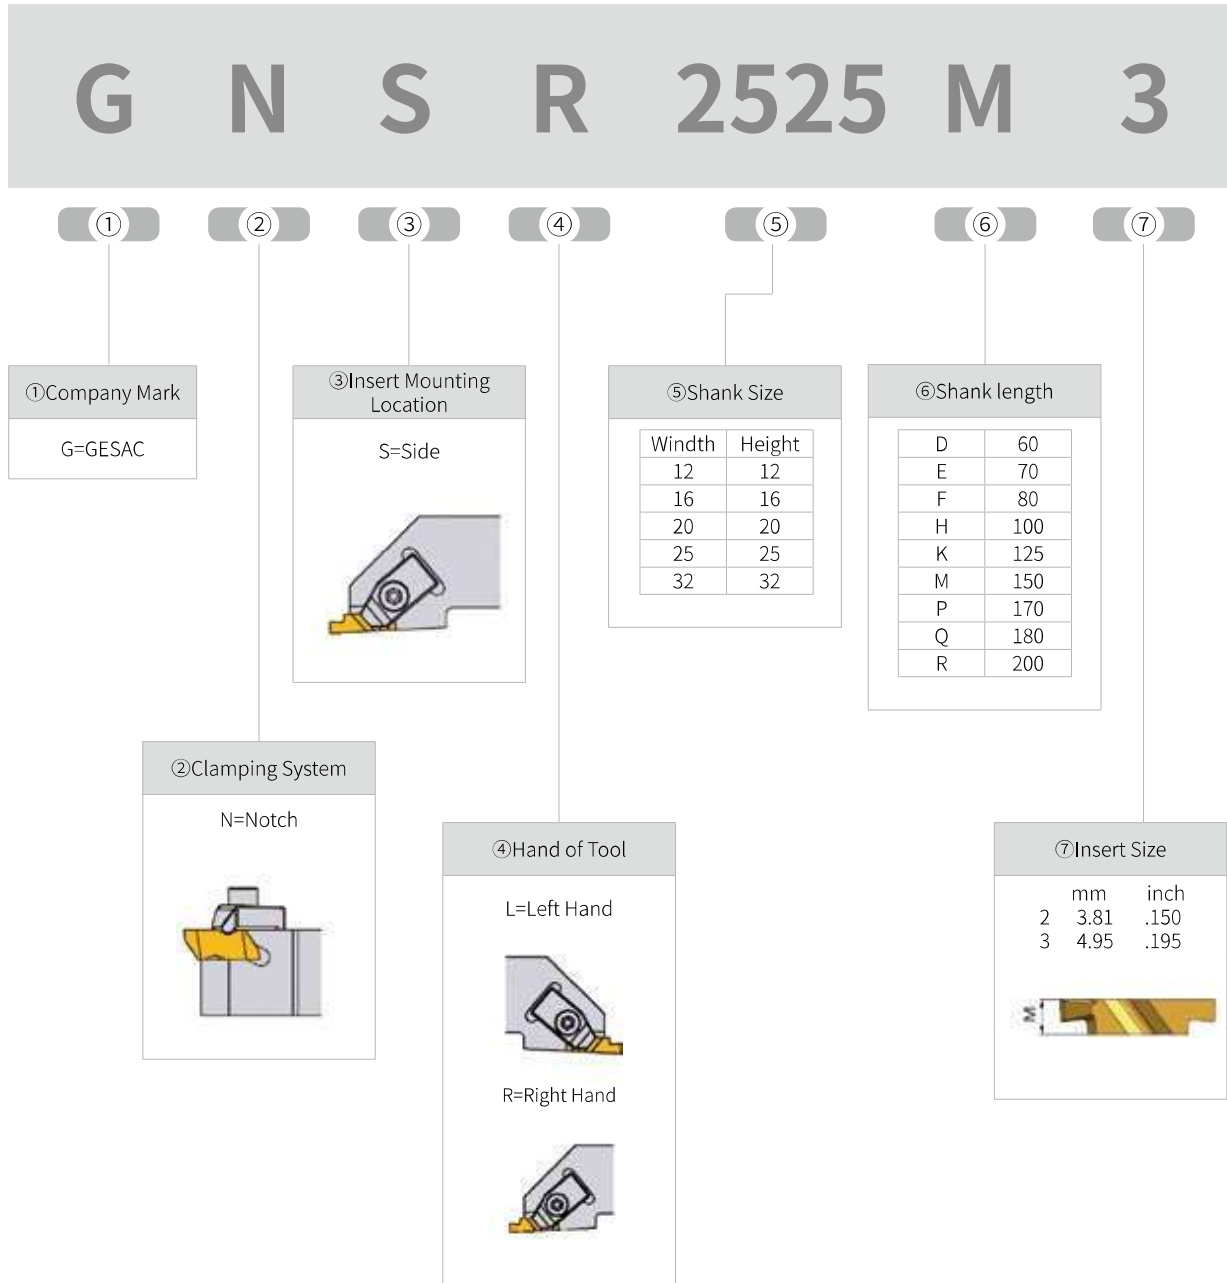 G N S R 2525 M 3
① ② ③ ④ ⑤ ⑥ ⑦
①Company Mark
G=GESAC
③Insert Mounting
Location
S=Side
⑤Shank Size
Windth Height
12 12
16 16
20 20
25 25
32 32
⑥Shank length
D 60
E 70
F 80
H 100
K 125
M 150
P 170
Q 180
R 200
②Clamping System
N=Notch
④Hand of Tool
L=Left Hand
R=Right Hand
⑦Insert Size
mm inch
2 3.81 .150
3 4.95 .195
M